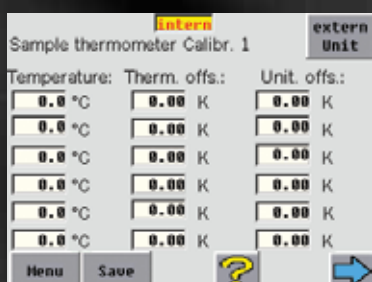 intern
extern Unit
Sample thermometer Calibr. 1
Temperature: Therm. offs.: Unit. offs.:
0.0 °C 0.00 K 0.00 K
0.0 °C 0.00 K 0.00 K
0.0 °C 0.00 K 0.00 K
0.0 °C 0.00 K 0.00 K
0.0 °C 0.00 K 0.00 K
0.0 °C 0.00 K 0.00 K
Menu Save ?